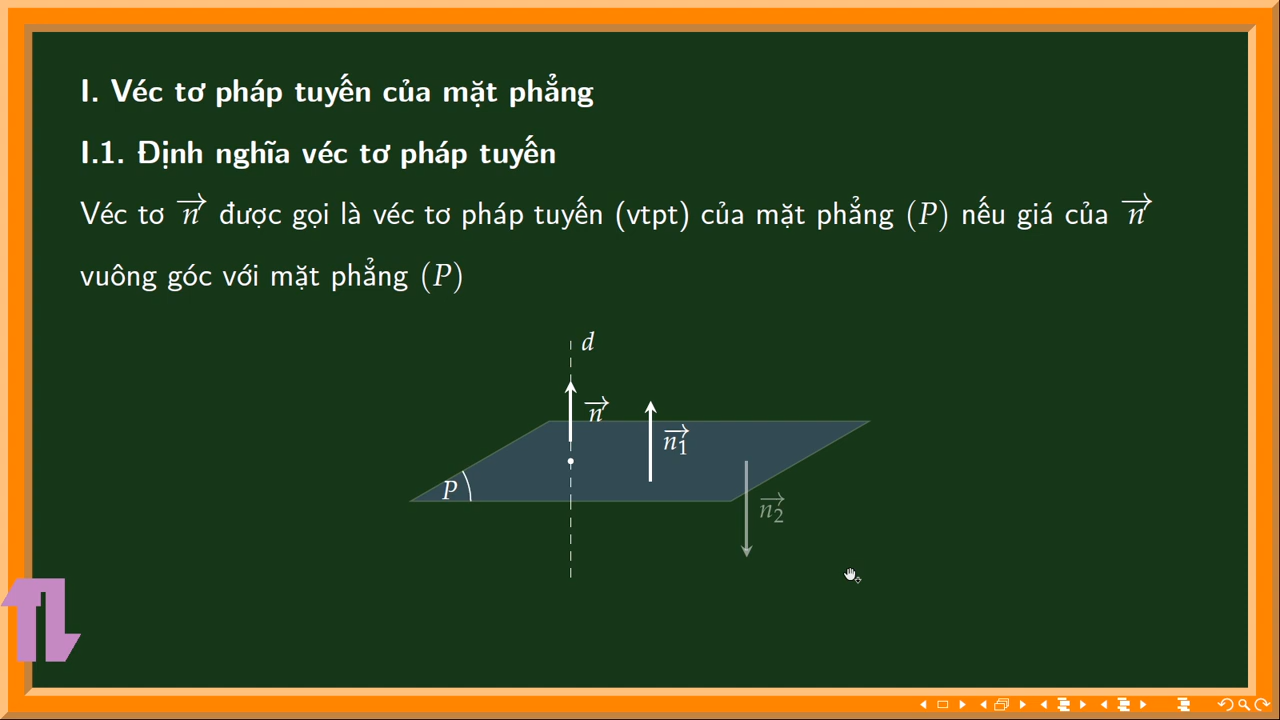 I. Véc tơ pháp tuyến của mặt phẳng
I.1. Định nghĩa véc tơ pháp tuyến
Véc tơ $\overrightarrow{n}$ được gọi là véc tơ pháp tuyến (vtpt) của mặt phẳng (P) nếu giá của $\overrightarrow{n}$
vuông góc với mặt phẳng (P)
d
$\overrightarrow{n}$
$\overrightarrow{n_1}$
P
$\overrightarrow{n_2}$